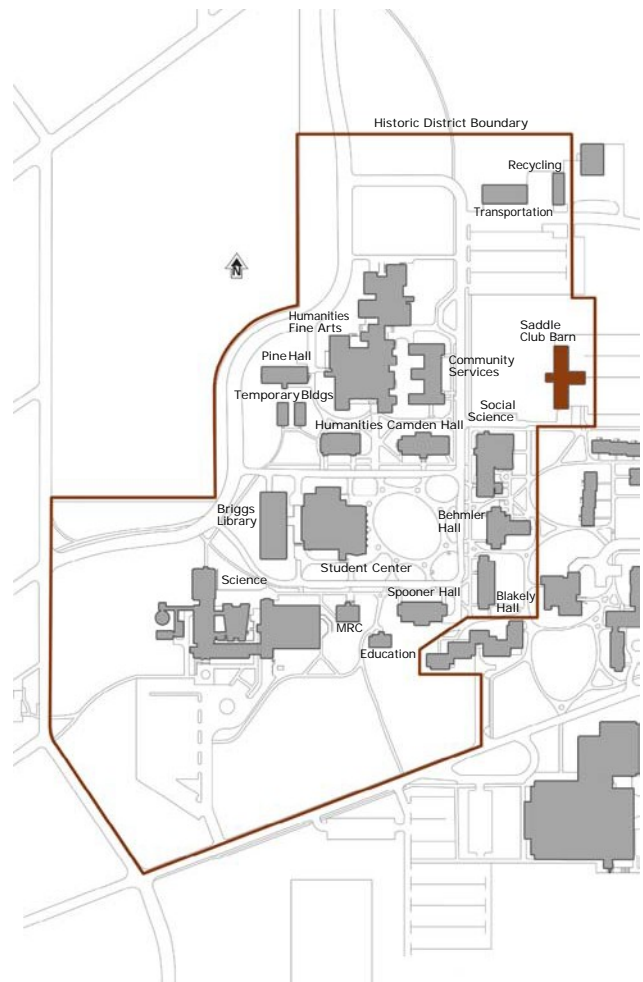 Historic District Boundary
Recycling
Transportation
N
Humanities
Fine Arts
Saddle
Club Barn
Pine Hall
Community
Services
Temporary Bldgs
Social
Science
Humanities
Camden Hall
Briggs
Library
Behmler
Hall
Student Center
Science
Spooner Hall
Blakely
Hall
MRC
Education